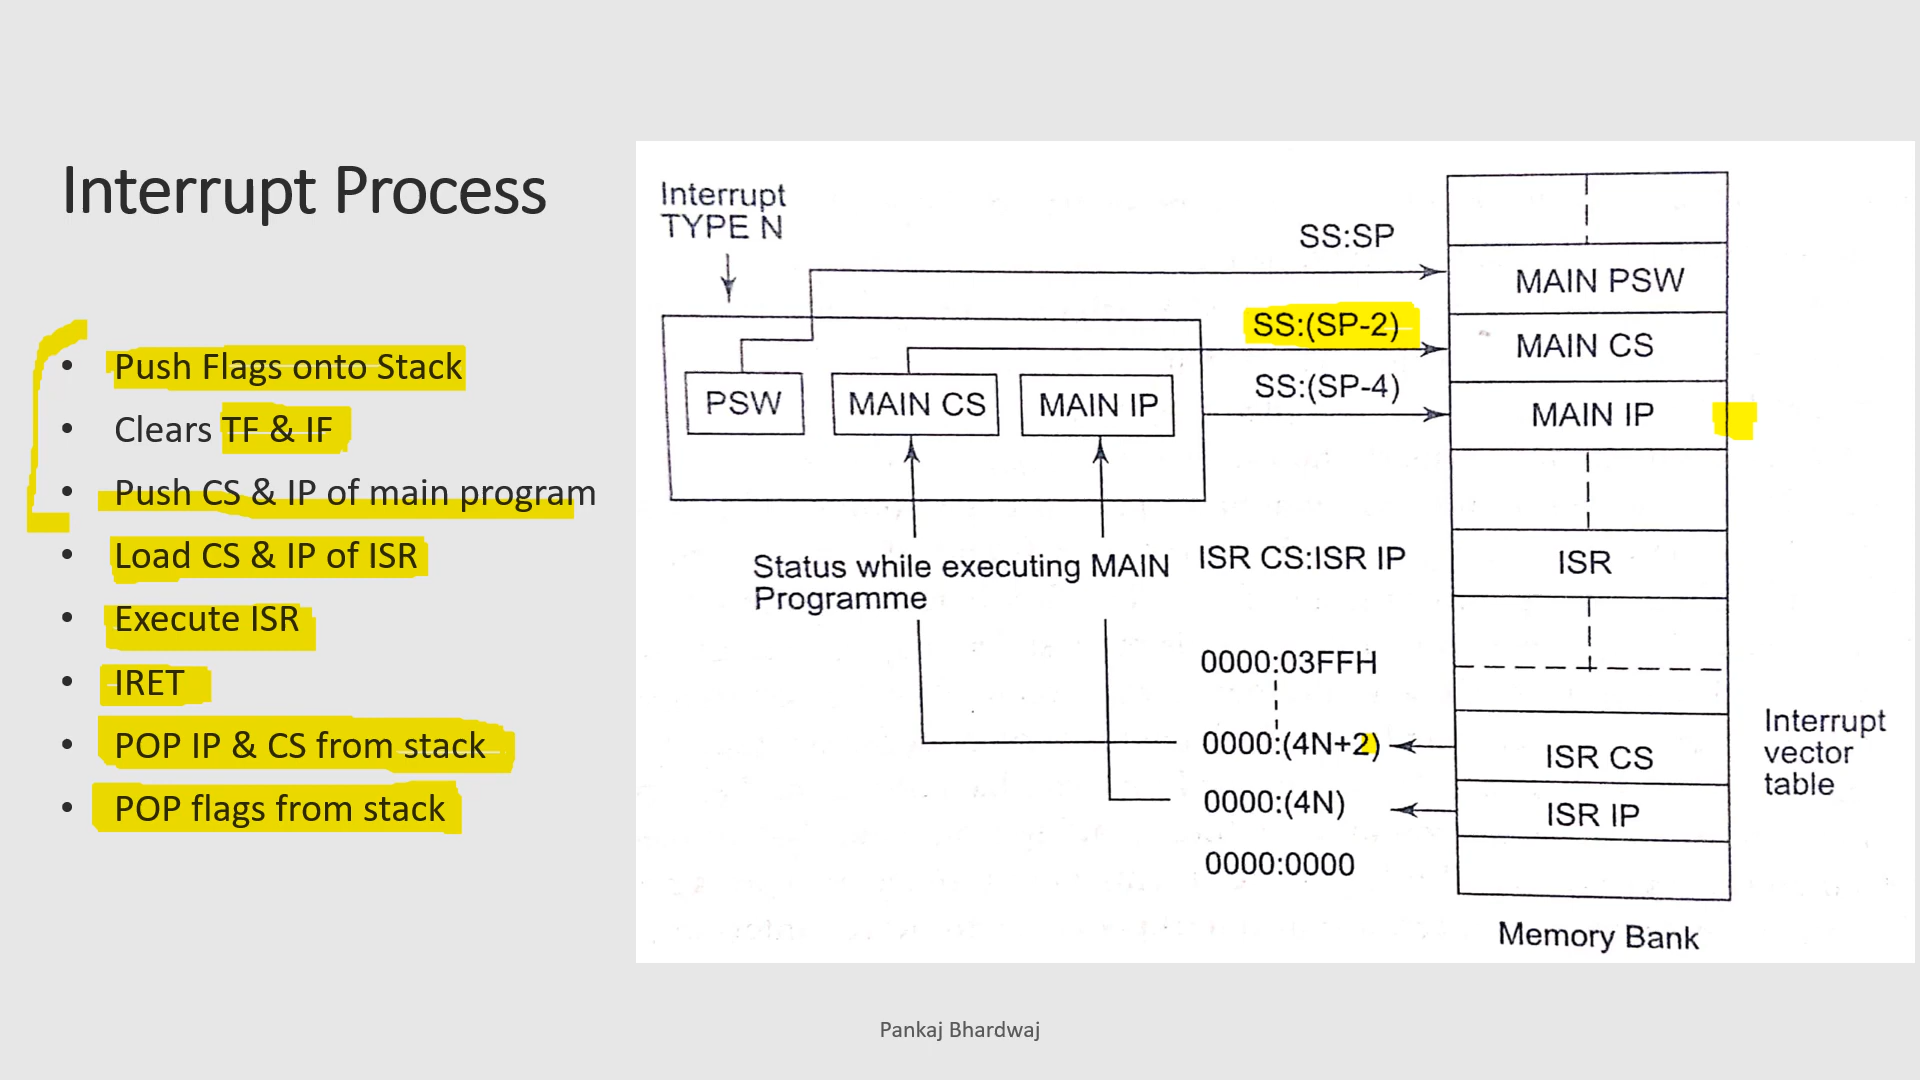 Interrupt Process
• Push Flags onto Stack
• Clears TF & IF
• Push CS & IP of main program
• Load CS & IP of ISR
• Execute ISR
• IRET
• POP IP & CS from stack
• POP flags from stack
Interrupt
TYPE N
SS:SP
MAIN PSW
SS:(SP-2)
MAIN CS
SS:(SP-4)
PSW
MAIN CS
MAIN IP
MAIN IP
Status while executing MAIN
Programme
ISR CS:ISR IP
ISR
0000:03FFH
0000:(4N+2)
ISR CS
0000:(4N)
ISR IP
0000:0000
Interrupt
vector
table
Memory Bank
Pankaj Bhardwaj